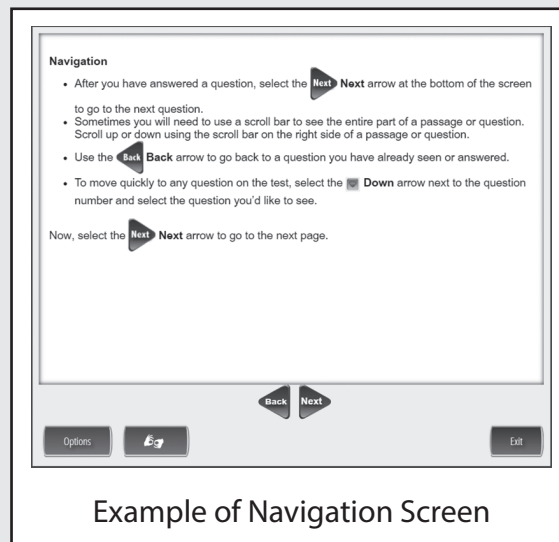 Navigation
• After you have answered a question, select the Next Next arrow at the bottom of the screen
to go to the next question.
• Sometimes you will need to use a scroll bar to see the entire part of a passage or question.
Scroll up or down using the scroll bar on the right side of a passage or question.
• Use the Back Back arrow to go back to a question you have already seen or answered.
• To move quickly to any question on the test, select the Down arrow next to the question
number and select the question you'd like to see.
Now, select the Next Next arrow to go to the next page.
Back Next
Options Exit
Example of Navigation Screen